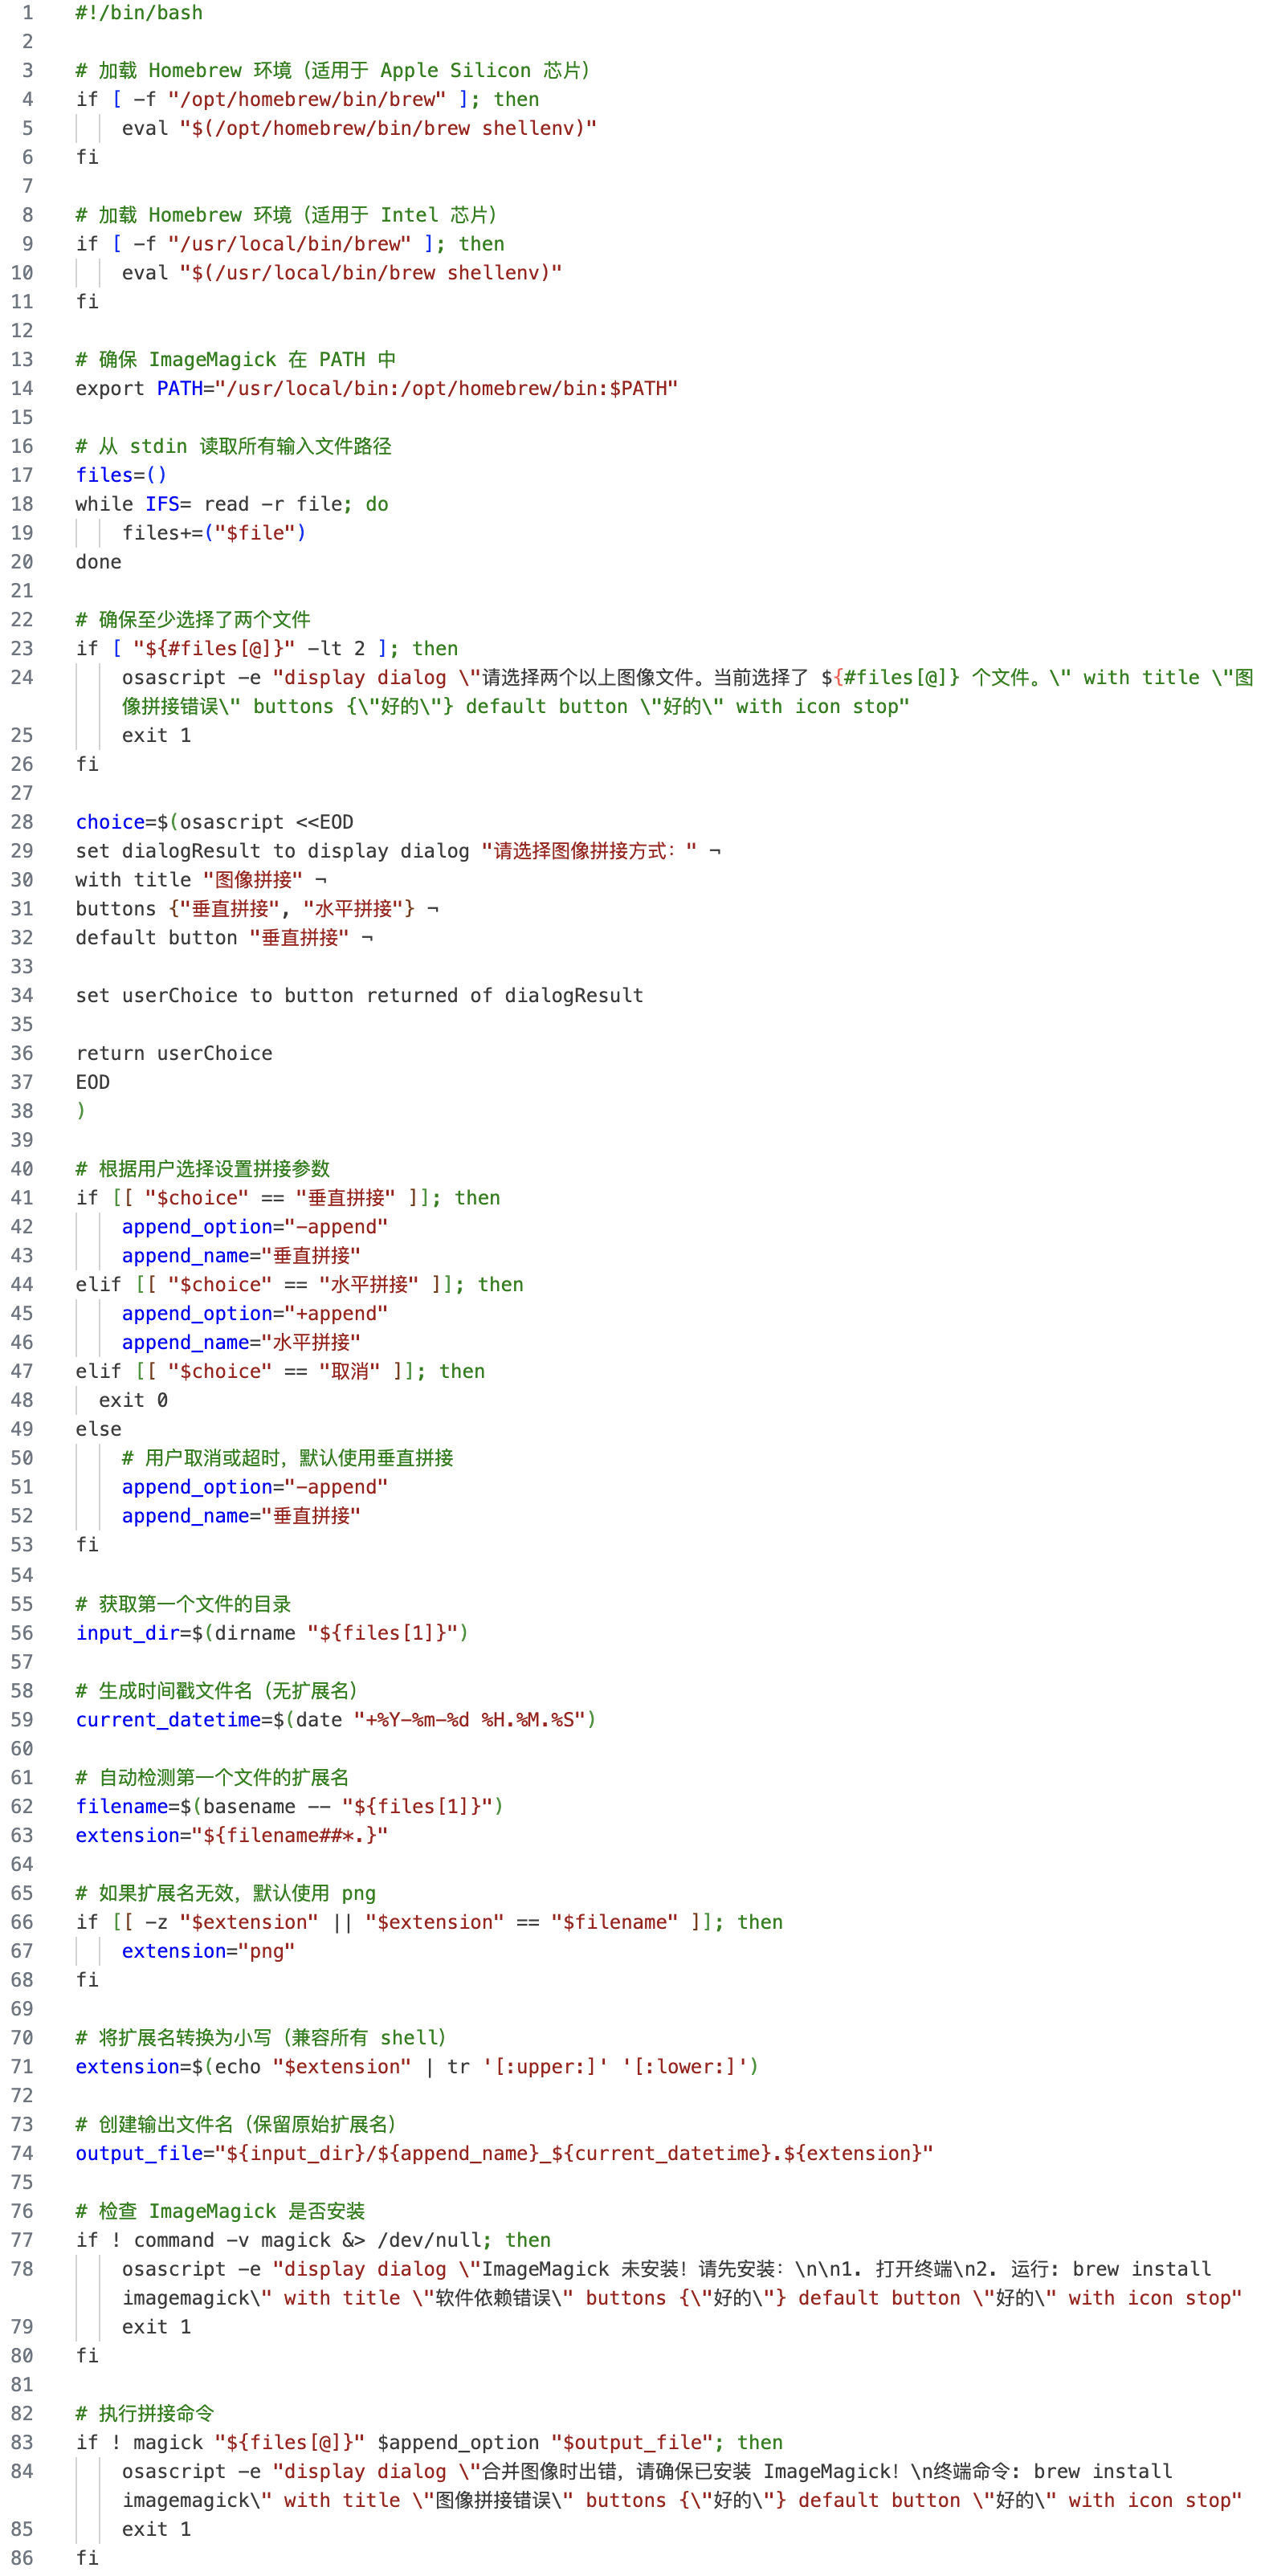 1 #!/bin/bash
2
3 # 加载 Homebrew 环境（适用于 Apple Silicon 芯片）
4 if [ -f "/opt/homebrew/bin/brew" ]; then
5 eval "$(/opt/homebrew/bin/brew shellenv)"
6 fi
7
8 # 加载 Homebrew 环境（适用于 Intel 芯片）
9 if [ -f "/usr/local/bin/brew" ]; then
10 eval "$(/usr/local/bin/brew shellenv)"
11 fi
12
13 # 确保 ImageMagick 在 PATH 中
14 export PATH="/usr/local/bin:/opt/homebrew/bin:$PATH"
15
16 # 从 stdin 读取所有输入文件路径
17 files=()
18 while IFS= read -r file; do
19 files+=("$file")
20 done
21
22 # 确保至少选择了两个文件
23 if [ "${#files[@]}" -lt 2 ]; then
24 osascript -e "display dialog \"请选择两个以上图像文件。当前选择了 ${#files[@]} 个文件。\" with title \"图
像拼接错误\" buttons {\"好的\"} default button \"好的\" with icon stop"
25 exit 1
26 fi
27
28 choice=$(osascript <<EOD
29 set dialogResult to display dialog "请选择图像拼接方式：" ¬
30 with title "图像拼接" ¬
31 buttons {"垂直拼接", "水平拼接"} ¬
32 default button "垂直拼接" ¬
33
34 set userChoice to button returned of dialogResult
35
36 return userChoice
37 EOD
38 )
39
40 # 根据用户选择设置拼接参数
41 if [[ "$choice" == "垂直拼接" ]]; then
42 append_option="-append"
43 append_name="垂直拼接"
44 elif [[ "$choice" == "水平拼接" ]]; then
45 append_option="+append"
46 append_name="水平拼接"
47 elif [[ "$choice" == "取消" ]]; then
48 exit 0
49 else
50 # 用户取消或超时，默认使用垂直拼接
51 append_option="-append"
52 append_name="垂直拼接"
53 fi
54
55 # 获取第一个文件的目录
56 input_dir=$(dirname "${files[1]}")
57
58 # 生成时间戳文件名（无扩展名）
59 current_datetime=$(date "+%Y-%m-%d %H.%M.%S")
60
61 # 自动检测第一个文件的扩展名
62 filename=$(basename -- "${files[1]}")
63 extension="${filename##*.}"
64
65 # 如果扩展名无效，默认使用 png
66 if [[ -z "$extension" || "$extension" == "$filename" ]]; then
67 extension="png"
68 fi
69
70 # 将扩展名转换为小写（兼容所有 shell）
71 extension=$(echo "$extension" | tr '[:upper:]' '[:lower:]')
72
73 # 创建输出文件名（保留原始扩展名）
74 output_file="${input_dir}/${append_name}_${current_datetime}.${extension}"
75
76 # 检查 ImageMagick 是否安装
77 if ! command -v magick &> /dev/null; then
78 osascript -e "display dialog \"ImageMagick 未安装！请先安装：\n\n1. 打开终端\n2. 运行: brew install
imagemagick\" with title \"软件依赖错误\" buttons {\"好的\"} default button \"好的\" with icon stop"
79 exit 1
80 fi
81
82 # 执行拼接命令
83 if ! magick "${files[@]}" $append_option "$output_file"; then
84 osascript -e "display dialog \"合并图像时出错，请确保已安装 ImageMagick！\n终端命令: brew install
imagemagick\" with title \"图像拼接错误\" buttons {\"好的\"} default button \"好的\" with icon stop"
85 exit 1
86 fi